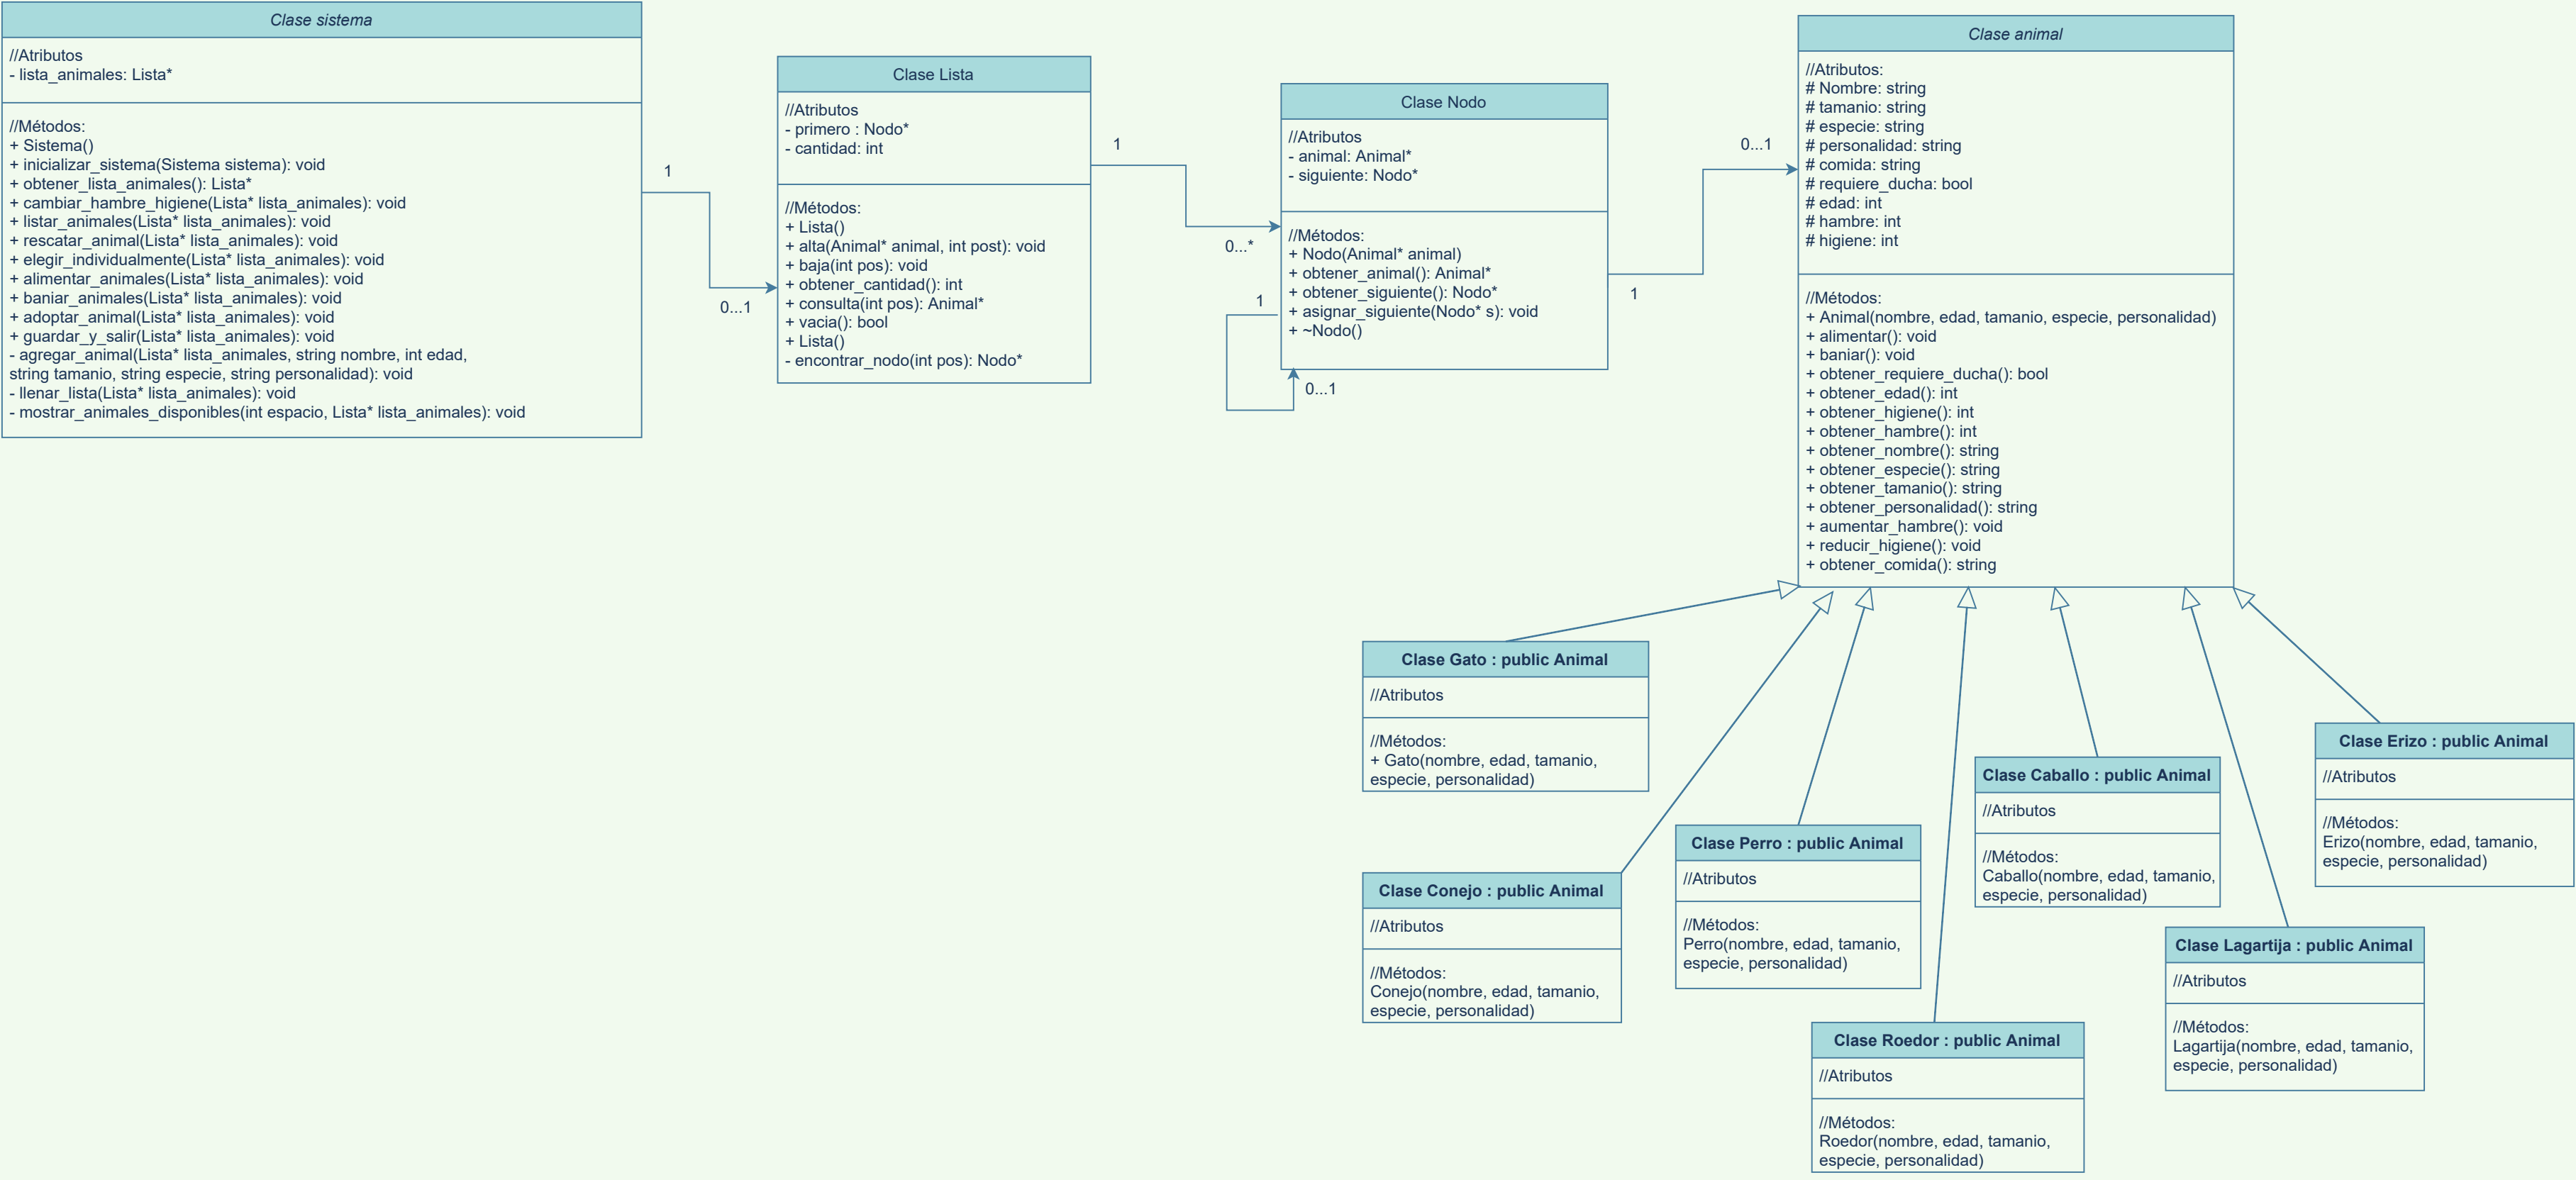 Clase sistema
//Atributos
- lista_animales: Lista*
//Métodos:
+ Sistema()
+ inicializar_sistema(Sistema sistema): void
+ obtener_lista_animales(): Lista*
+ cambiar_hambre_higiene(Lista* lista_animales): void
+ listar_animales(Lista* lista_animales): void
+ rescatar_animal(Lista* lista_animales): void
+ elegir_individualmente(Lista* lista_animales): void
+ alimentar_animales(Lista* lista_animales): void
+ baniar_animales(Lista* lista_animales): void
+ adoptar_animal(Lista* lista_animales): void
+ guardar_y_salir(Lista* lista_animales): void
- agregar_animal(Lista* lista_animales, string nombre, int edad,
string tamanio, string especie, string personalidad): void
- llenar_lista(Lista* lista_animales): void
- mostrar_animales_disponibles(int espacio, Lista* lista_animales): void
1
0...1
Clase Lista
//Atributos
- primero : Nodo*
- cantidad: int
//Métodos:
+ Lista()
+ alta(Animal* animal, int post): void
+ baja(int pos): void
+ obtener_cantidad(): int
+ consulta(int pos): Animal*
+ vacia(): bool
+ Lista()
- encontrar_nodo(int pos): Nodo*
1
0...*
Clase Nodo
//Atributos
- animal: Animal*
- siguiente: Nodo*
//Métodos:
+ Nodo(Animal* animal)
+ obtener_animal(): Animal*
+ obtener_siguiente(): Nodo*
+ asignar_siguiente(Nodo* s): void
+ ~Nodo()
1
0...1
1
0...1
Clase animal
//Atributos:
# Nombre: string
# tamanio: string
# especie: string
# personalidad: string
# comida: string
# requiere_ducha: bool
# edad: int
# hambre: int
# higiene: int
//Métodos:
+ Animal(nombre, edad, tamanio, especie, personalidad)
+ alimentar(): void
+ baniar(): void
+ obtener_requiere_ducha(): bool
+ obtener_edad(): int
+ obtener_higiene(): int
+ obtener_hambre(): int
+ obtener_nombre(): string
+ obtener_especie(): string
+ obtener_tamanio(): string
+ obtener_personalidad(): string
+ aumentar_hambre(): void
+ reducir_higiene(): void
+ obtener_comida(): string
Clase Gato : public Animal
//Atributos
//Métodos:
+ Gato(nombre, edad, tamanio,
especie, personalidad)
Clase Conejo : public Animal
//Atributos
//Métodos:
Conejo(nombre, edad, tamanio,
especie, personalidad)
Clase Perro : public Animal
//Atributos
//Métodos:
Perro(nombre, edad, tamanio,
especie, personalidad)
Clase Roedor : public Animal
//Atributos
//Métodos:
Roedor(nombre, edad, tamanio,
especie, personalidad)
Clase Caballo : public Animal
//Atributos
//Métodos:
Caballo(nombre, edad, tamanio,
especie, personalidad)
Clase Lagartija : public Animal
//Atributos
//Métodos:
Lagartija(nombre, edad, tamanio,
especie, personalidad)
Clase Erizo : public Animal
//Atributos
//Métodos:
Erizo(nombre, edad, tamanio,
especie, personalidad)